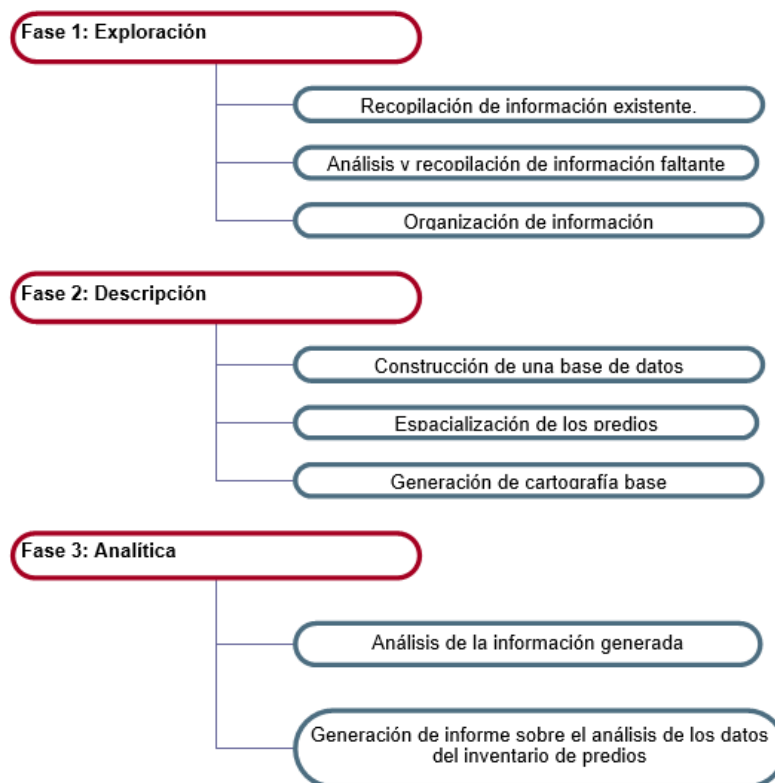 Fase 1: Exploración
Recopilación de información existente.
Análisis y recopilación de información faltante
Organización de información
Fase 2: Descripción
Construcción de una base de datos
Espacialización de los predios
Generación de cartografía base
Fase 3: Analítica
Análisis de la información generada
Generación de informe sobre el análisis de los datos
del inventario de predios